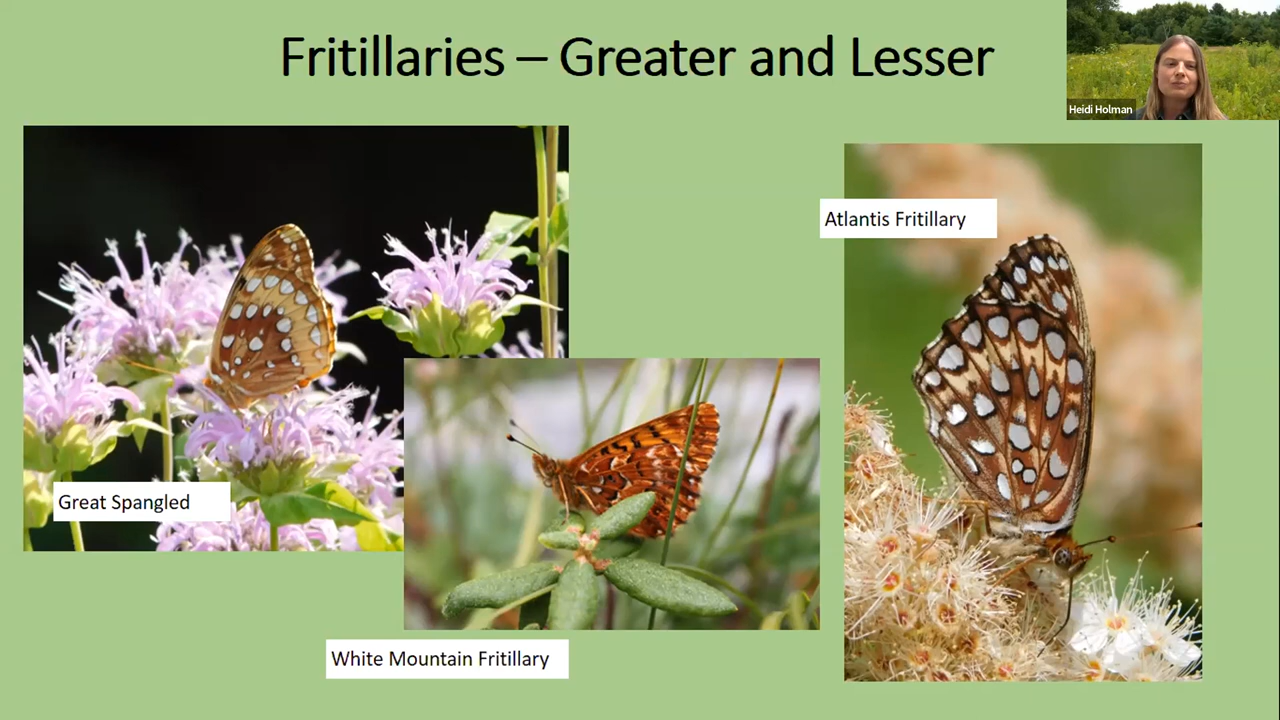 Fritillaries – Greater and Lesser
Heidi Holman
Atlantis Fritillary
Great Spangled
White Mountain Fritillary